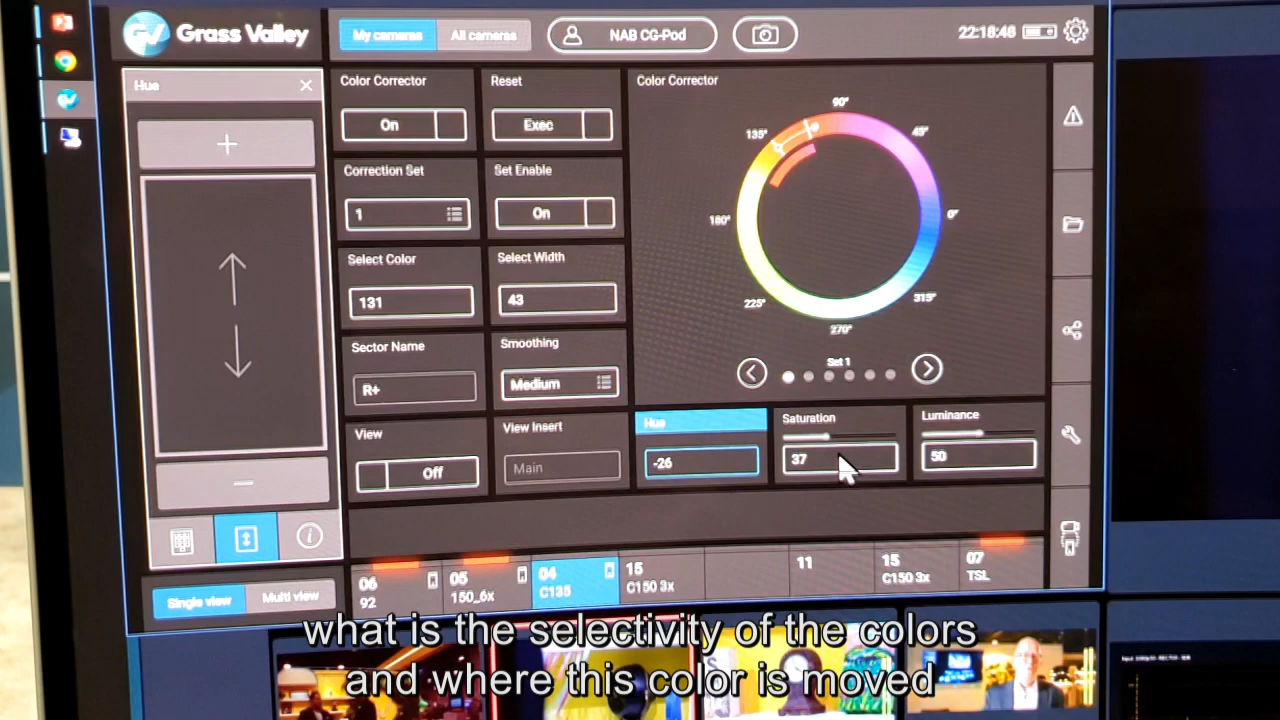 GV Grass Valley
My cameras
All cameras
NAB CG-Pod
22:18:48
Hue
Color Corrector
On
Reset
Exec
Color Corrector
90°
135°
45°
180°
0°
225°
315°
270°
Set 1
Correction Set
1
Set Enable
On
Select Color
131
Select Width
43
Sector Name
R+
Smoothing
Medium
View
Off
View Insert
Main
Hue
-26
Saturation
37
Luminance
50
Single view
Multi view
06
92
05
150_6x
04
C135
15
C150 3x
11
15
C150 3x
07
TSL
what is the selectivity of the colors
and where this color is moved